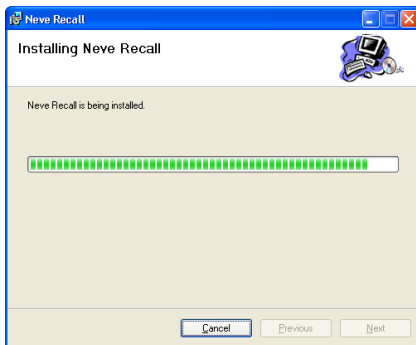 Neve Recall
Installing Neve Recall
Neve Recall is being installed.
Cancel
Previous
Next